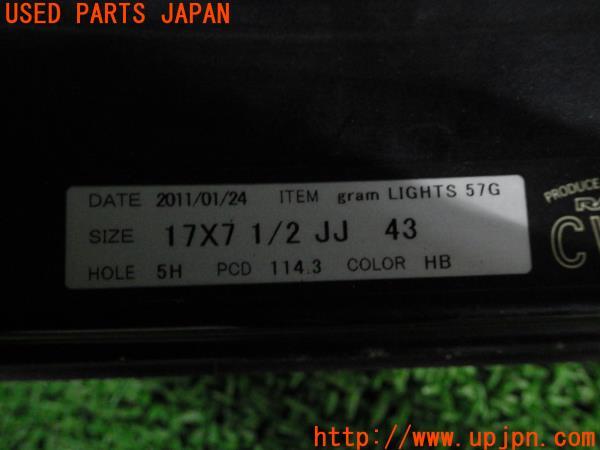 USED PARTS JAPAN
DATE 2011/01/24 ITEM gram LIGHTS 57G
SIZE 17X7 1/2 JJ 43
HOLE 5H PCD 114.3 COLOR HB
PRODUCE
UPJ
http://www.upjpn.com